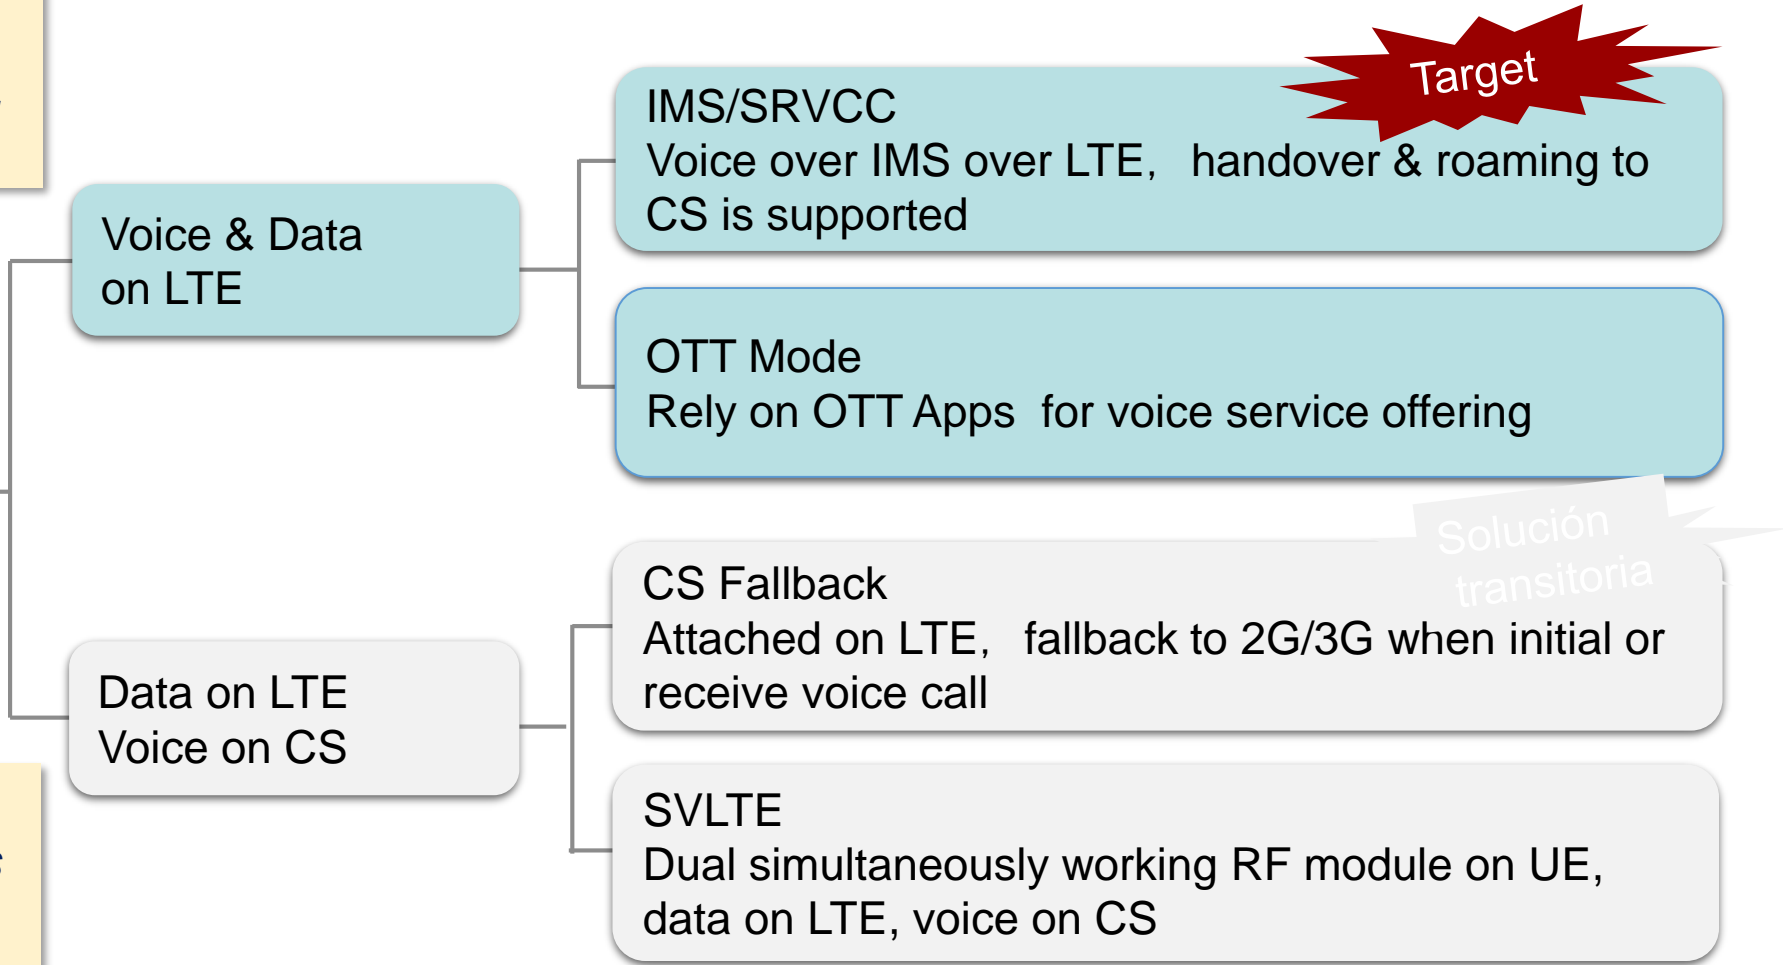 Target
IMS/SRVCC
Voice over IMS over LTE, handover & roaming to
CS is supported
Voice & Data
on LTE
OTT Mode
Rely on OTT Apps for voice service offering
Solución
transitoria
CS Fallback
Attached on LTE, fallback to 2G/3G when initial or
receive voice call
Data on LTE
Voice on CS
SVLTE
Dual simultaneously working RF module on UE,
data on LTE, voice on CS